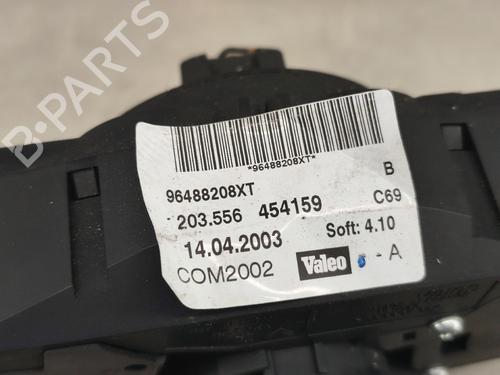 B-PARTS
*96488208XT*
96488208XT B
203.556 454159 C69
14.04.2003 Soft: 4.10
COM2002 Valeo - A